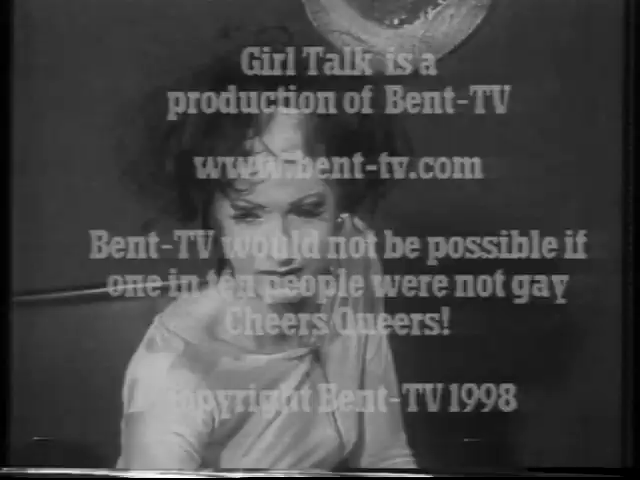 Girl Talk is a
production of Bent-TV
www.bent-tv.com
Bent-TV would not be possible if
one in ten people were not gay
Cheers Queers!
Copyright Bent-TV 1998